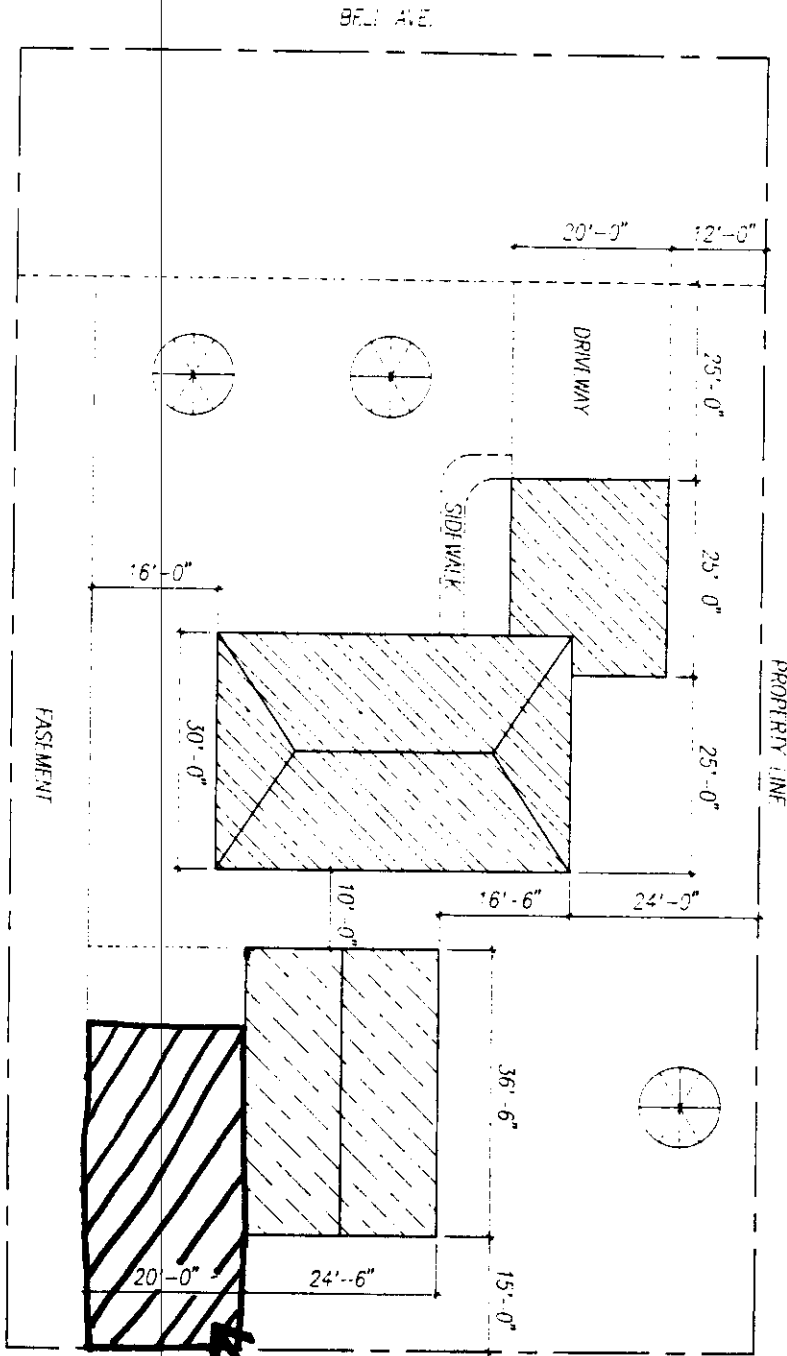 BELL AVE.
20'-0"
12'-0"
DRIVEWAY
25'-0"
SIDEWALK
25' 0"
16'-0"
PROPERTY LINE
30'-0"
25'-0"
EASEMENT
10'-0"
16'-6"
24'-0"
36'-6"
20'-0"
24'-6"
15'-0"